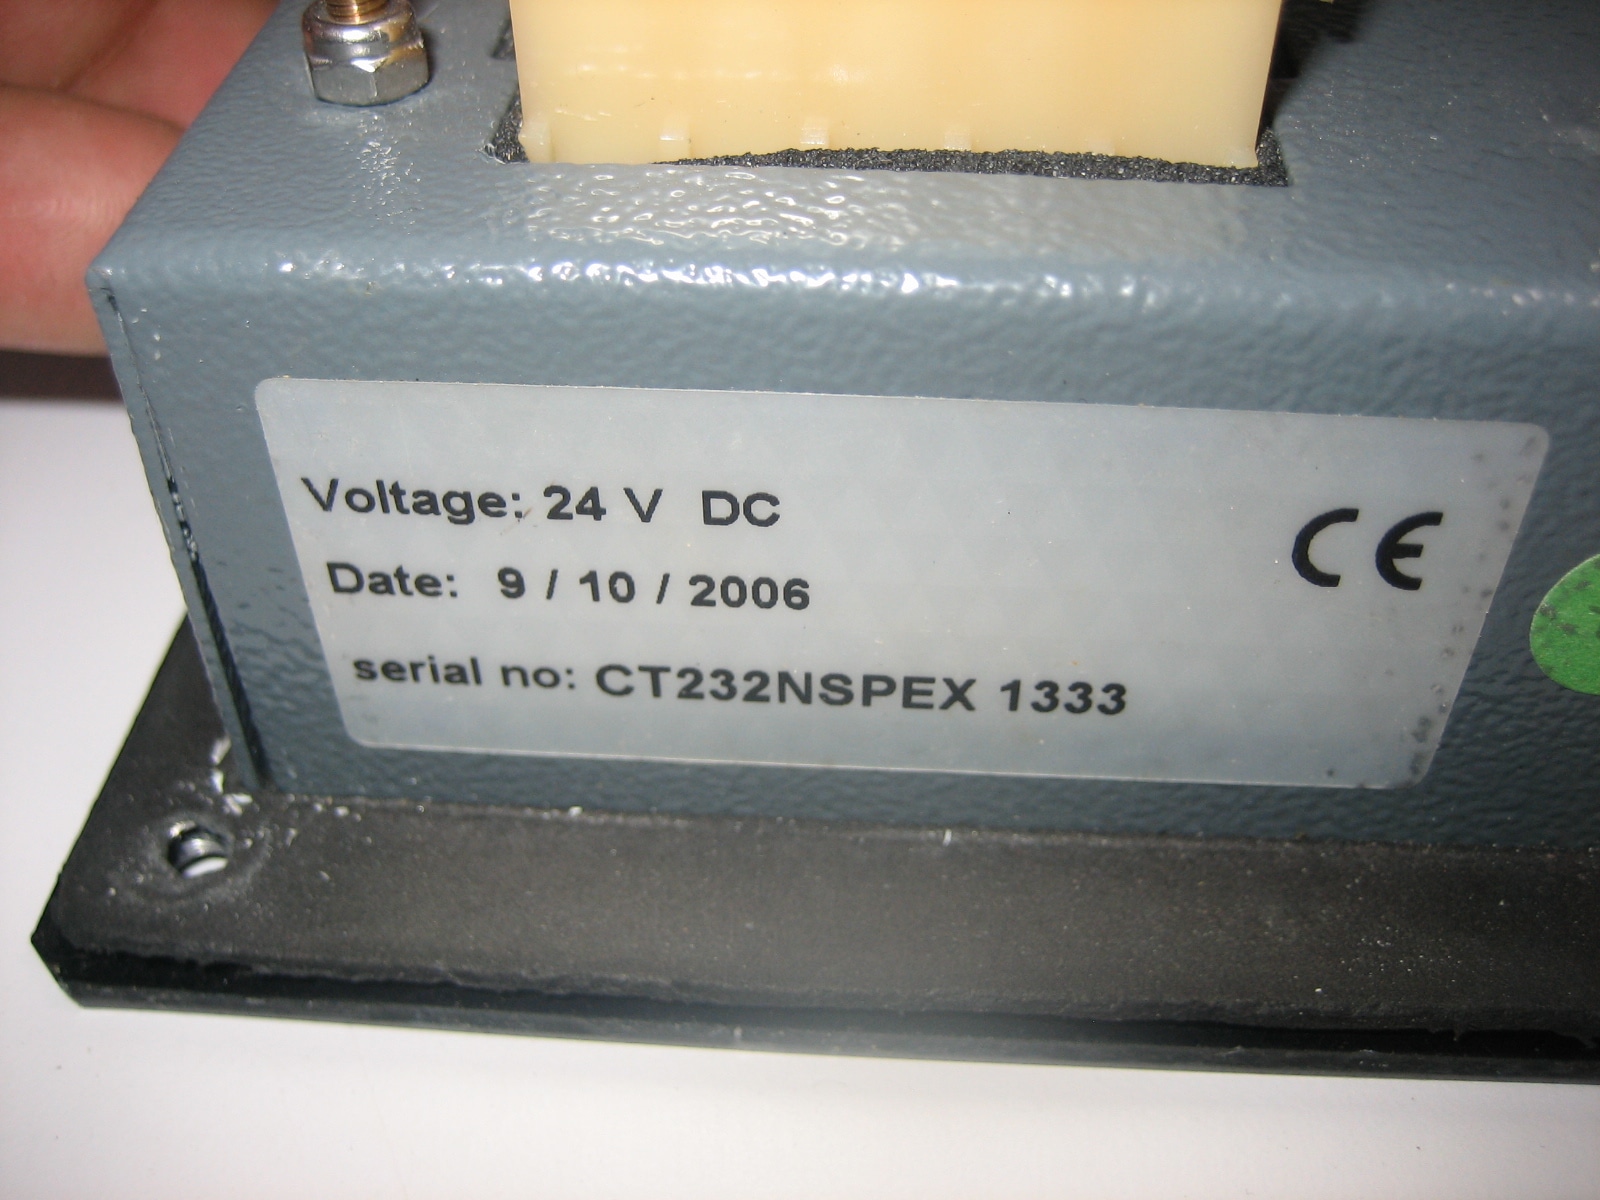 Voltage: 24 V DC
CE
Date: 9 / 10 / 2006
serial no: CT232NSPEX 1333